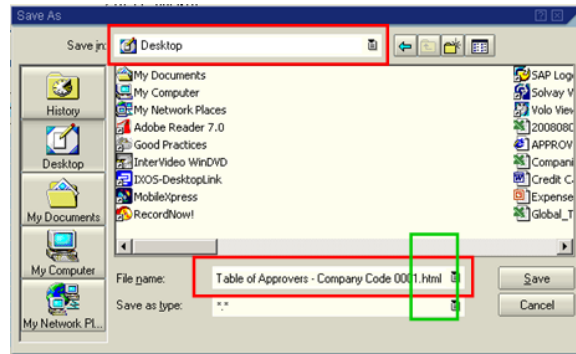 Save As
Save in:
Desktop
History
Desktop
My Documents
My Computer
My Network Pl...
My Documents
My Computer
My Network Places
Adobe Reader 7.0
Good Practices
InterVideo WinDVD
IXOS-DesktopLink
MobileXpress
RecordNow!
SAP Log
Solvay V
Volo View
2008080
APPROV
Compani
Credit C
Expense
Global_T
File name:
Table of Approvers - Company Code 0001.html
Save
Save as type:
*.*
Cancel